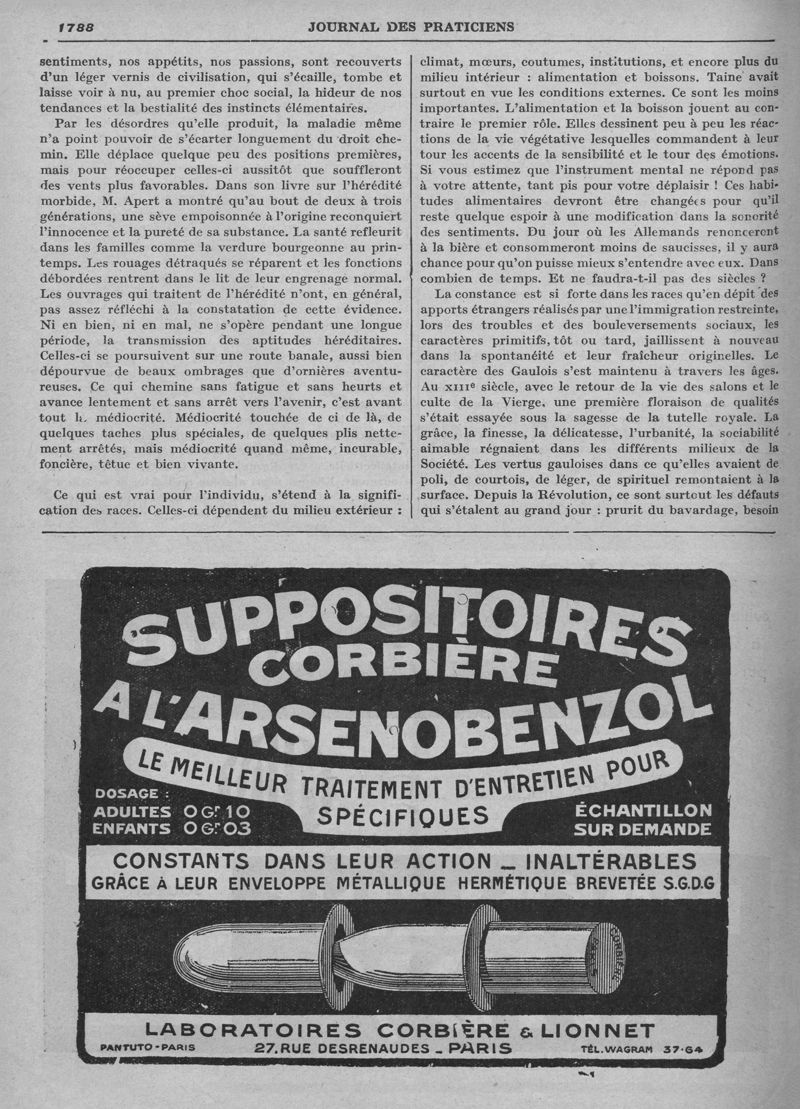 1788
JOURNAL DES PRATICIENS
sentiments, nos appétits, nos passions, sont recouverts
d'un léger vernis de civilisation, qui s'écaille, tombe et
laisse voir à nu, au premier choc social, la hideur de nos
tendances et la bestialité des instincts élémentaires.
Par les désordres qu'elle produit, la maladie même
n'a point pouvoir de s'écarter longuement du droit che-
min. Elle déplace quelque peu des positions premières,
mais pour réoccuper celles-ci aussitôt que souffleront
des vents plus favorables. Dans son livre sur l'hérédité
morbide, M. Apert a montré qu'au bout de deux à trois
générations, une sève empoisonnée à l'origine reconquiert
l'innocence et la pureté de sa substance. La santé refleurit
dans les familles comme la verdure bourgeonne au prin-
temps. Les rouages détraqués se réparent et les fonctions
débordées rentrent dans le lit de leur engrenage normal.
Les ouvrages qui traitent de l'hérédité n'ont, en général,
pas assez réfléchi à la constatation de cette évidence.
Ni en bien, ni en mal, ne s'opère pendant une longue
période, la transmission des aptitudes héréditaires.
Celles-ci se poursuivent sur une route banale, aussi bien
dépourvue de beaux ombrages que d'ornières aventu-
reuses. Ce qui chemine sans fatigue et sans heurts et
avance lentement et sans arrêt vers l'avenir, c'est avant
tout la médiocrité. Médiocrité touchée de ci de là, de
quelques taches plus spéciales, de quelques plis nette-
ment arrêtés, mais médiocrité quand même, incurable,
foncière, têtue et bien vivante.
Ce qui est vrai pour l'individu, s'étend à la signifi-
cation des races. Celles-ci dépendent du milieu extérieur :
climat, mœurs, coutumes, institutions, et encore plus du
milieu intérieur : alimentation et boissons. Taine avait
surtout en vue les conditions externes. Ce sont les moins
importantes. L'alimentation et la boisson jouent au con-
traire le premier rôle. Elles dessinent peu à peu les réac-
tions de la vie végétative lesquelles commandent à leur
tour les accents de la sensibilité et le tour des émotions.
Si vous estimez que l'instrument mental ne répond pas
à votre attente, tant pis pour votre déplaisir ! Ces habi-
tudes alimentaires devront être changées pour qu'il
reste quelque espoir à une modification dans la sonorité
des sentiments. Du jour où les Allemands renonceront
à la bière et consommeront moins de saucisses, il y aura
chance pour qu'on puisse mieux s'entendre avec eux. Dans
combien de temps. Et ne faudra-t-il pas des siècles ?
La constance est si forte dans les races qu'en dépit des
apports étrangers réalisés par une l'immigration restreinte,
lors des troubles et des bouleversements sociaux, les
caractères primitifs, tôt ou tard, jaillissent à nouveau
dans la spontanéité et leur fraîcheur originelles. Le
caractère des Gaulois s'est maintenu à travers les âges.
Au XIIIe siècle, avec le retour de la vie des salons et le
culte de la Vierge, une première floraison de qualités
s'était essayée sous la sagesse de la tutelle royale. La
grâce, la finesse, la délicatesse, l'urbanité, la sociabilité
aimable régnaient dans les différents milieux de la
Société. Les vertus gauloises dans ce qu'elles avaient de
poli, de courtois, de léger, de spirituel remontaient à la
surface. Depuis la Révolution, ce sont surtout les défauts
qui s'étalent au grand jour : prurit du bavardage, besoin
SUPPOSITOIRES
CORBIÈRE
A L'ARSENOBENZOL
LE MEILLEUR TRAITEMENT D'ENTRETIEN POUR
SPÉCIFIQUES
DOSAGE :
ADULTES 0 Gr 10
ENFANTS 0 Gr 03
ÉCHANTILLON
SUR DEMANDE
CONSTANTS DANS LEUR ACTION _ INALTÉRABLES
GRÂCE À LEUR ENVELOPPE MÉTALLIQUE HERMÉTIQUE BREVETÉE S.G.D.G
CORBIÈRE
PARIS
LABORATOIRES CORBIÈRE & LIONNET
PANTUTO-PARIS
27, RUE DESRENAUDES _ PARIS
TÉL. WAGRAM 37-64